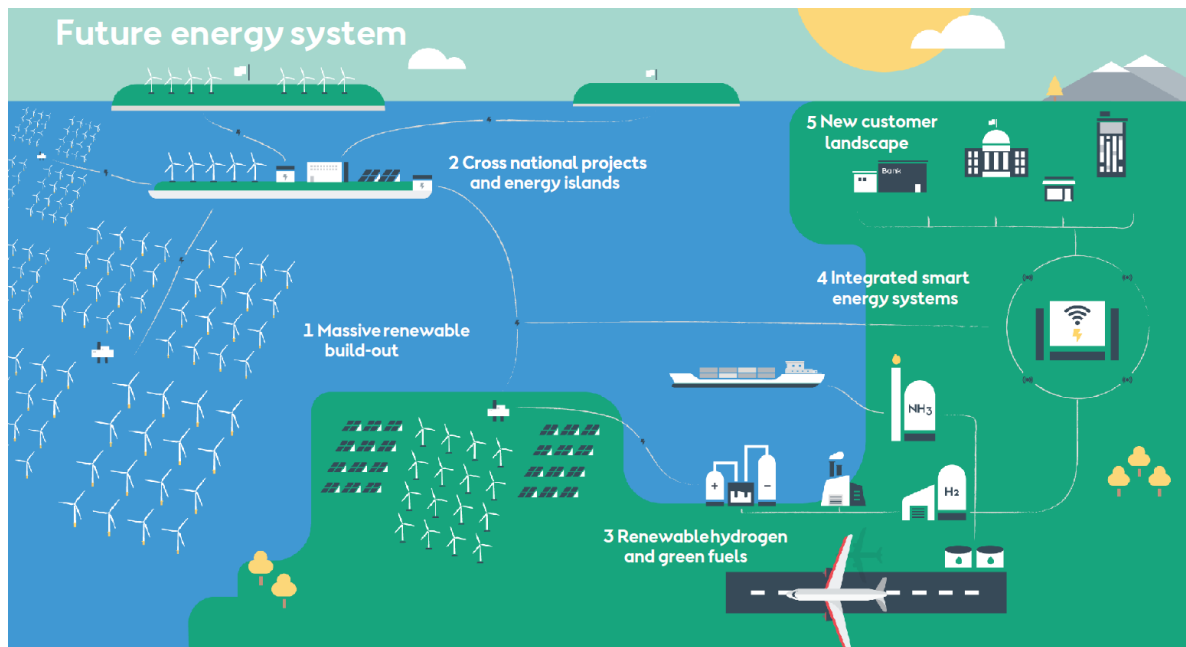 Future energy system
5 New customer
landscape
Bank
2 Cross national projects
and energy islands
4 Integrated smart
energy systems
1 Massive renewable
build-out
NH3
+
−
H2
3 Renewable hydrogen
and green fuels